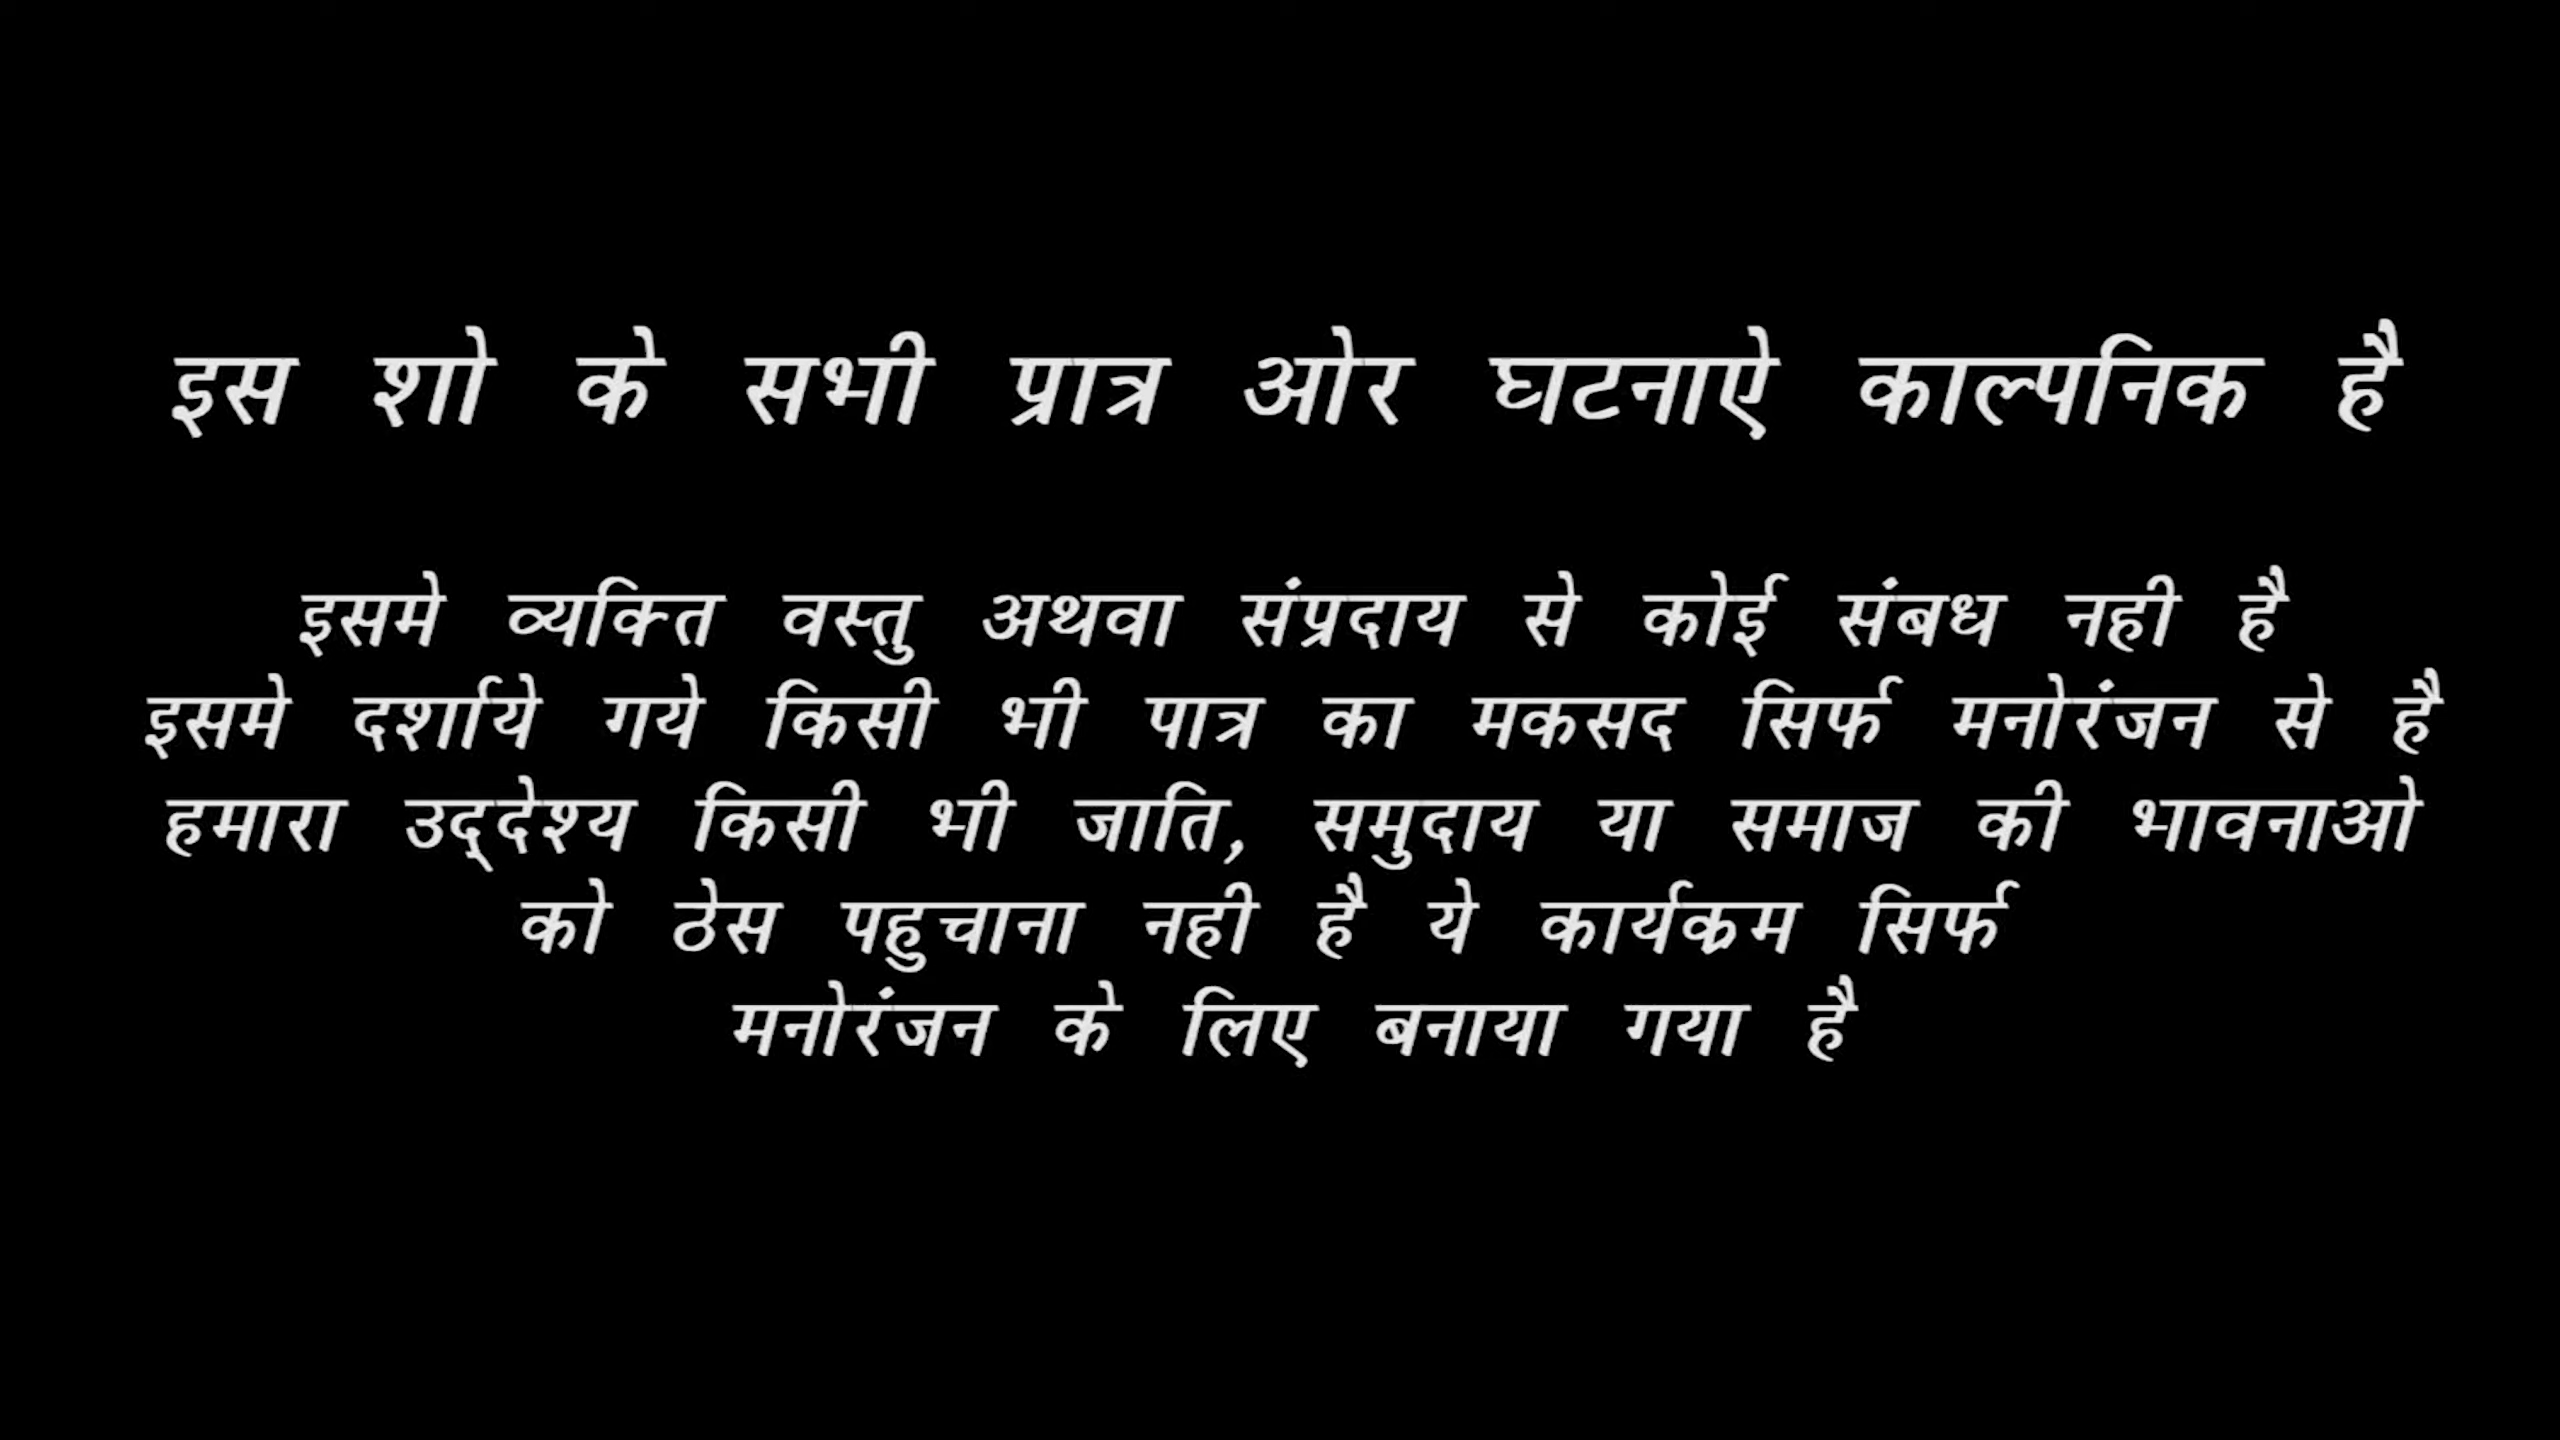 इस शो के सभी प्रात्र ओर घटनाऐ काल्पनिक है
इसमे व्यक्ति वस्तु अथवा संप्रदाय से कोई संबध नही है
इसमे दर्शाये गये किसी भी पात्र का मकसद सिर्फ मनोरंजन से है
हमारा उद्‌देश्य किसी भी जाति, समुदाय या समाज की भावनाओ
को ठेस पहुचाना नही है ये कार्यक्रम सिर्फ
मनोरंजन के लिए बनाया गया है